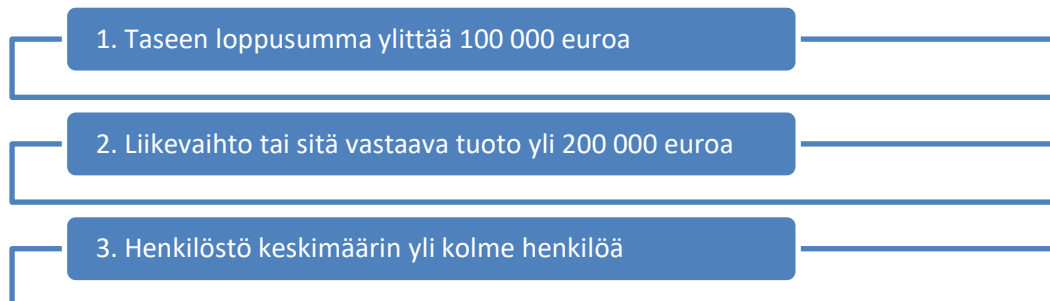 1. Taseen loppusumma ylittää 100 000 euroa
2. Liikevaihto tai sitä vastaava tuoto yli 200 000 euroa
3. Henkilöstö keskimäärin yli kolme henkilöä